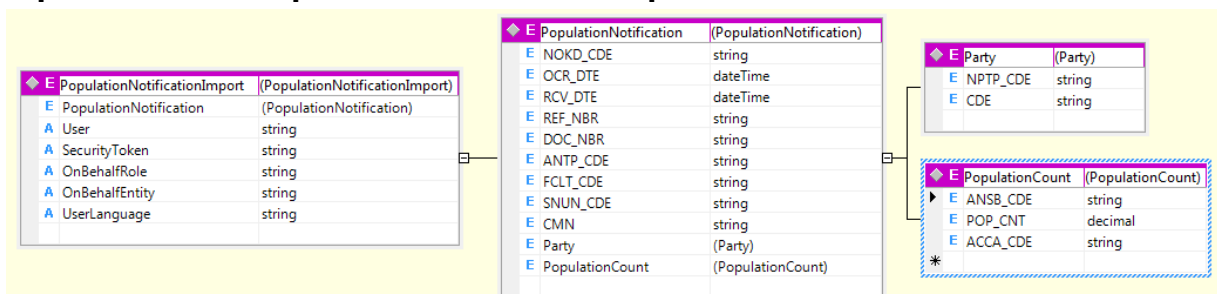 E PopulationNotificationImport (PopulationNotificationImport)
E PopulationNotification (PopulationNotification)
A User string
A SecurityToken string
A OnBehalfRole string
A OnBehalfEntity string
A UserLanguage string
E PopulationNotification (PopulationNotification)
E NOKD_CDE string
E OCR_DTE dateTime
E RCV_DTE dateTime
E REF_NBR string
E DOC_NBR string
E ANTP_CDE string
E FCLT_CDE string
E SNUN_CDE string
E CMN string
E Party (Party)
E PopulationCount (PopulationCount)
E Party (Party)
E NPTP_CDE string
E CDE string
E PopulationCount (PopulationCount)
E ANSB_CDE string
E POP_CNT decimal
E ACCA_CDE string